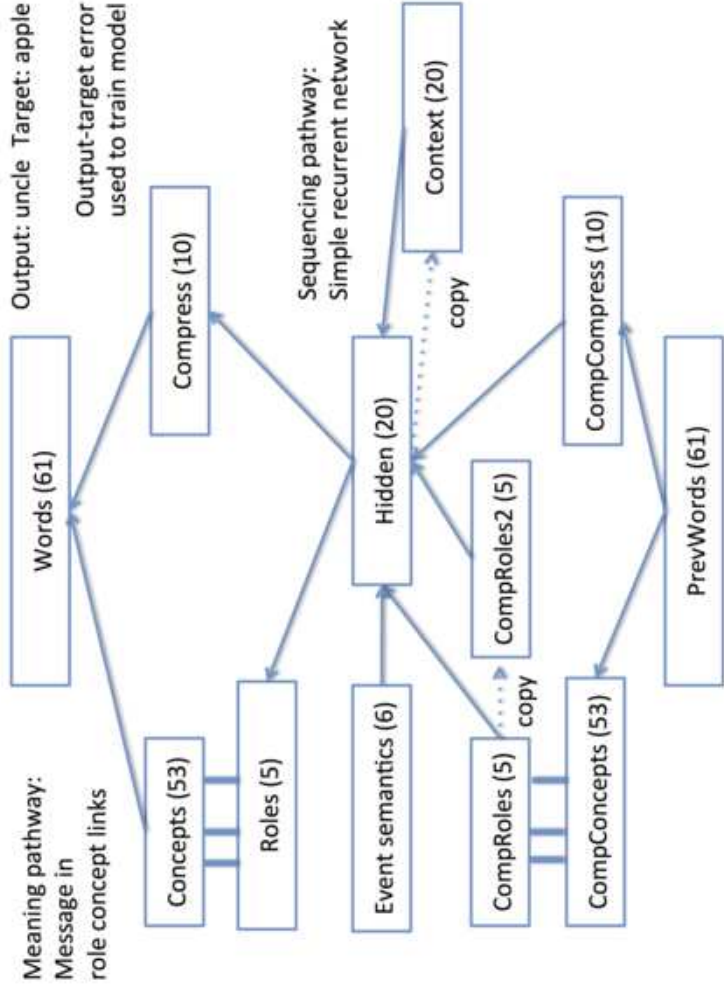 Meaning pathway:
Message in
role concept links
Words (61)
Output: uncle Target: apple
Output-target error
used to train model
Concepts (53)
Compress (10)
Roles (5)
Sequencing pathway:
Simple recurrent network
Event semantics (6)
Hidden (20)
copy
Context (20)
CompRoles (5)
copy
CompRoles2 (5)
CompConcepts (53)
CompCompress (10)
PrevWords (61)